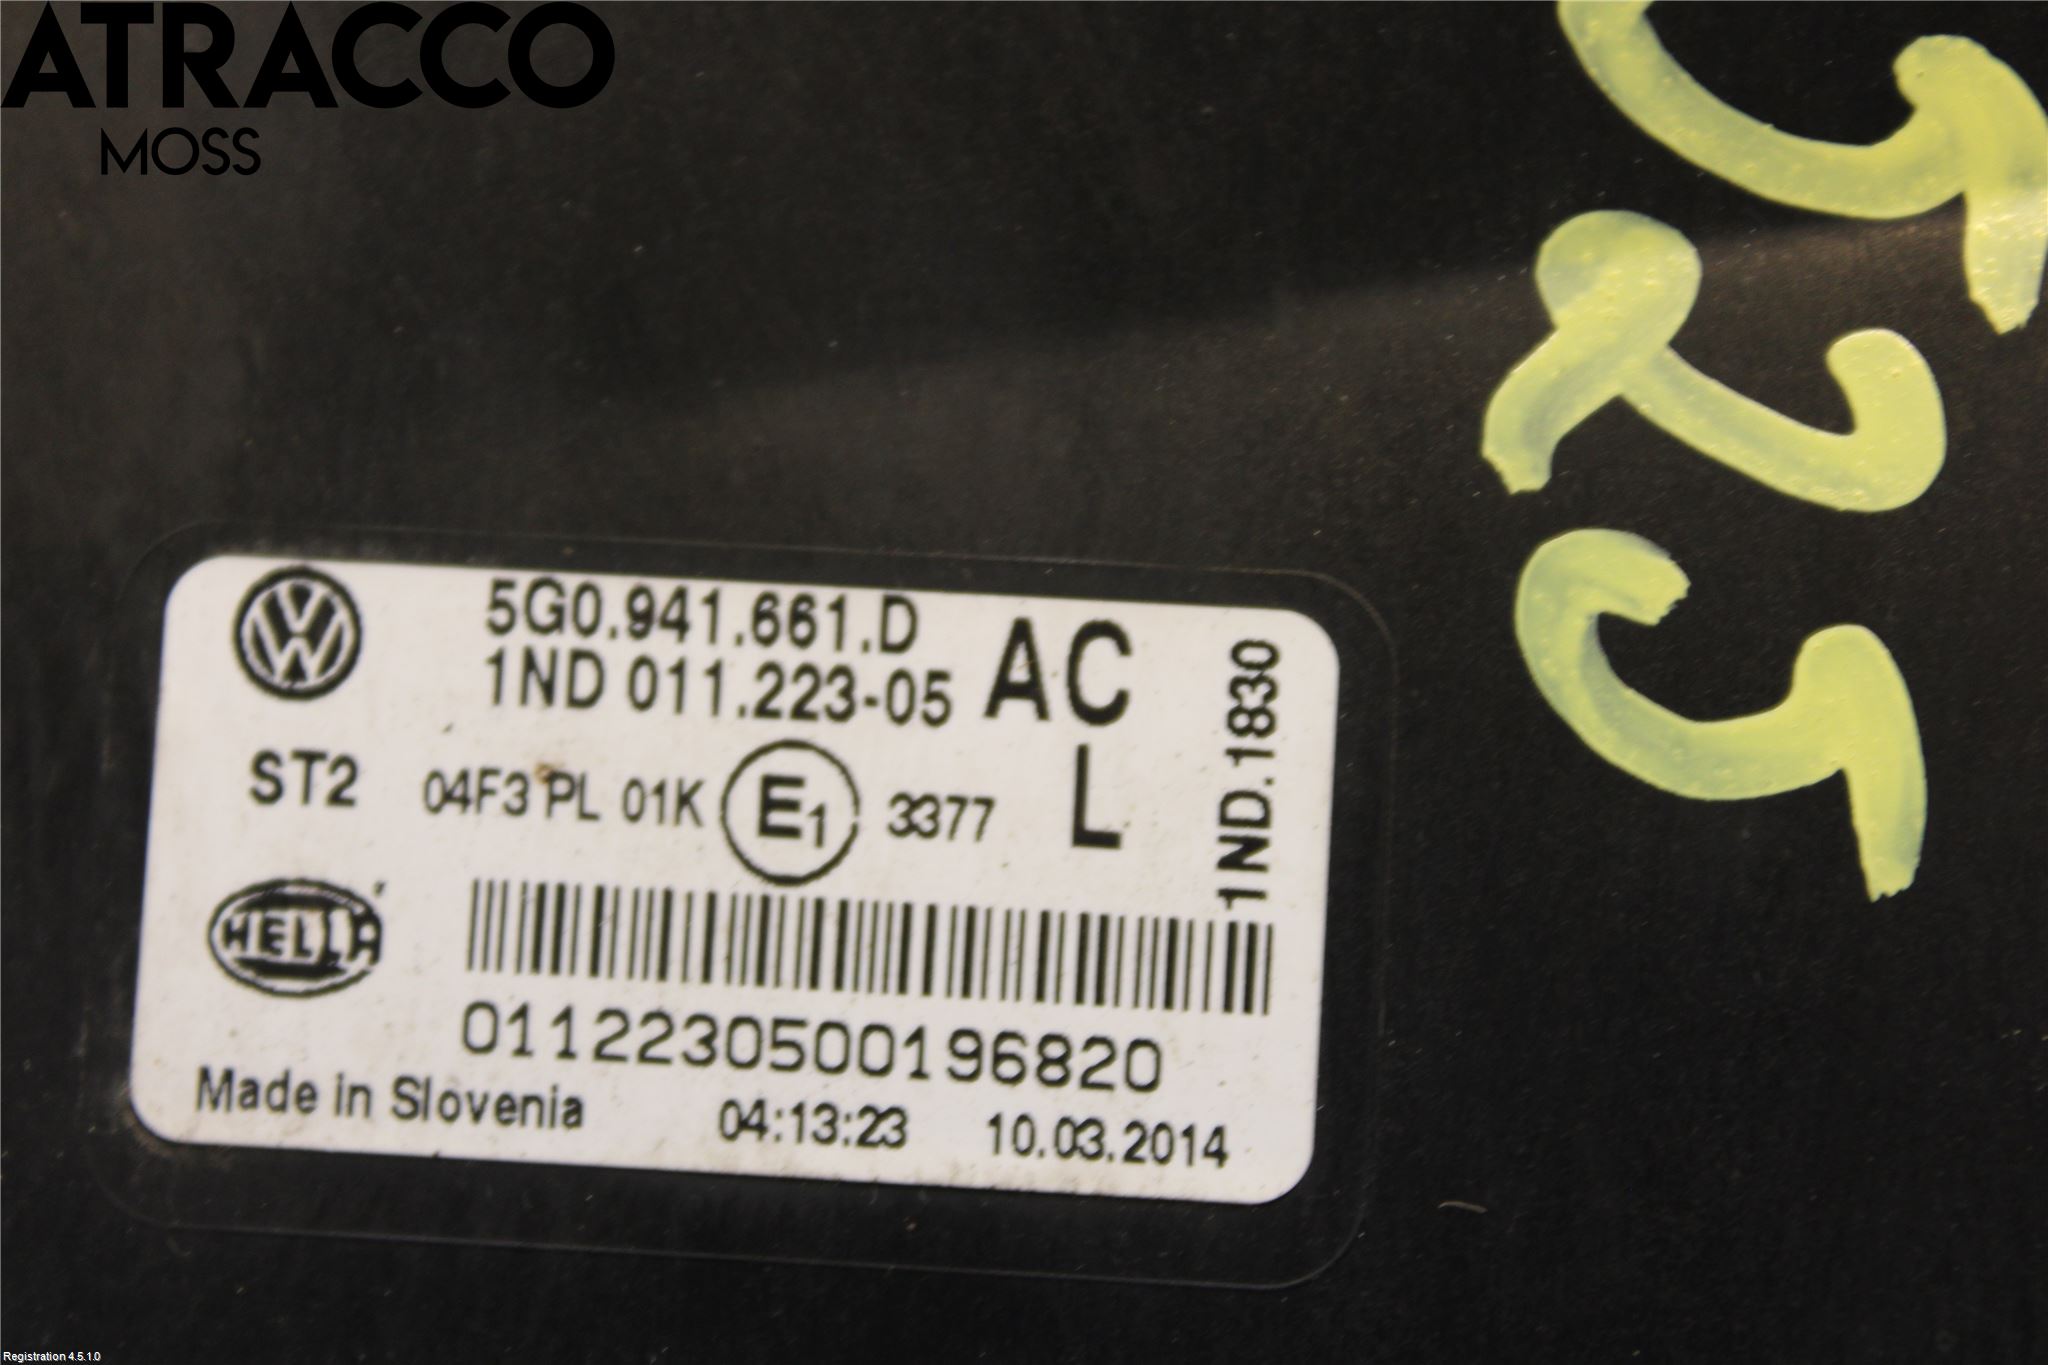 ATRACCO
MOSS
5G0.941.661.D
1ND 011.223-05
AC
1ND.1830
ST2
04F3 PL 01K
E1
3377
L
HELLA
0112230500196820
Made in Slovenia
04:13:23
10.03.2014
Registration 4.5.1.0